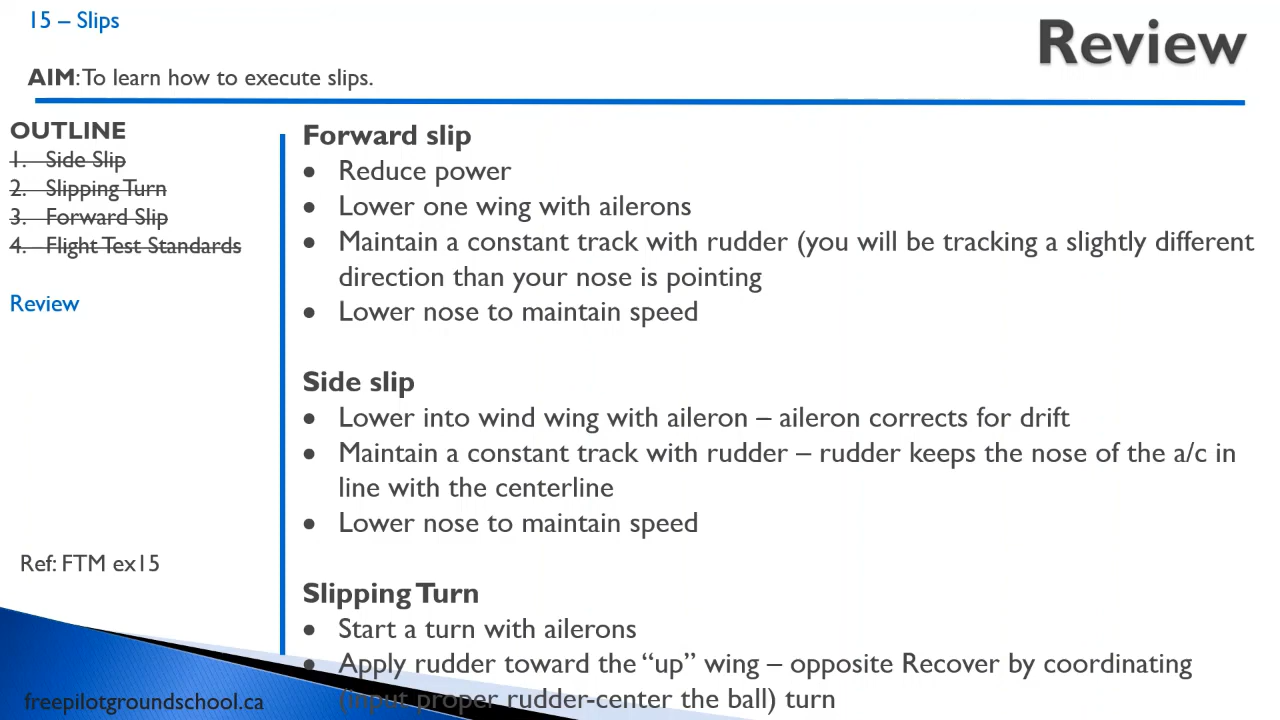 15 – Slips
Review
AIM: To learn how to execute slips.
OUTLINE
1. Side Slip
2. Slipping Turn
3. Forward Slip
4. Flight Test Standards
Review
Ref: FTM ex15
freepilotgroundschool.ca
Forward slip
● Reduce power
● Lower one wing with ailerons
● Maintain a constant track with rudder (you will be tracking a slightly different
direction than your nose is pointing
● Lower nose to maintain speed
Side slip
● Lower into wind wing with aileron – aileron corrects for drift
● Maintain a constant track with rudder – rudder keeps the nose of the a/c in
line with the centerline
● Lower nose to maintain speed
Slipping Turn
● Start a turn with ailerons
● Apply rudder toward the “up” wing – opposite Recover by coordinating
(input proper rudder-center the ball) turn